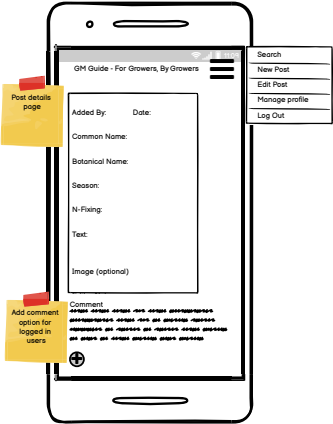 11:09
GM Guide - For Growers, By Growers
Search
New Post
Edit Post
Manage profile
Log Out
Post details
page
Added By: Date:
Common Name:
Botanical Name:
Season:
N-Fixing:
Text:
Image (optional)
Comment
Add comment
option for
logged in
users